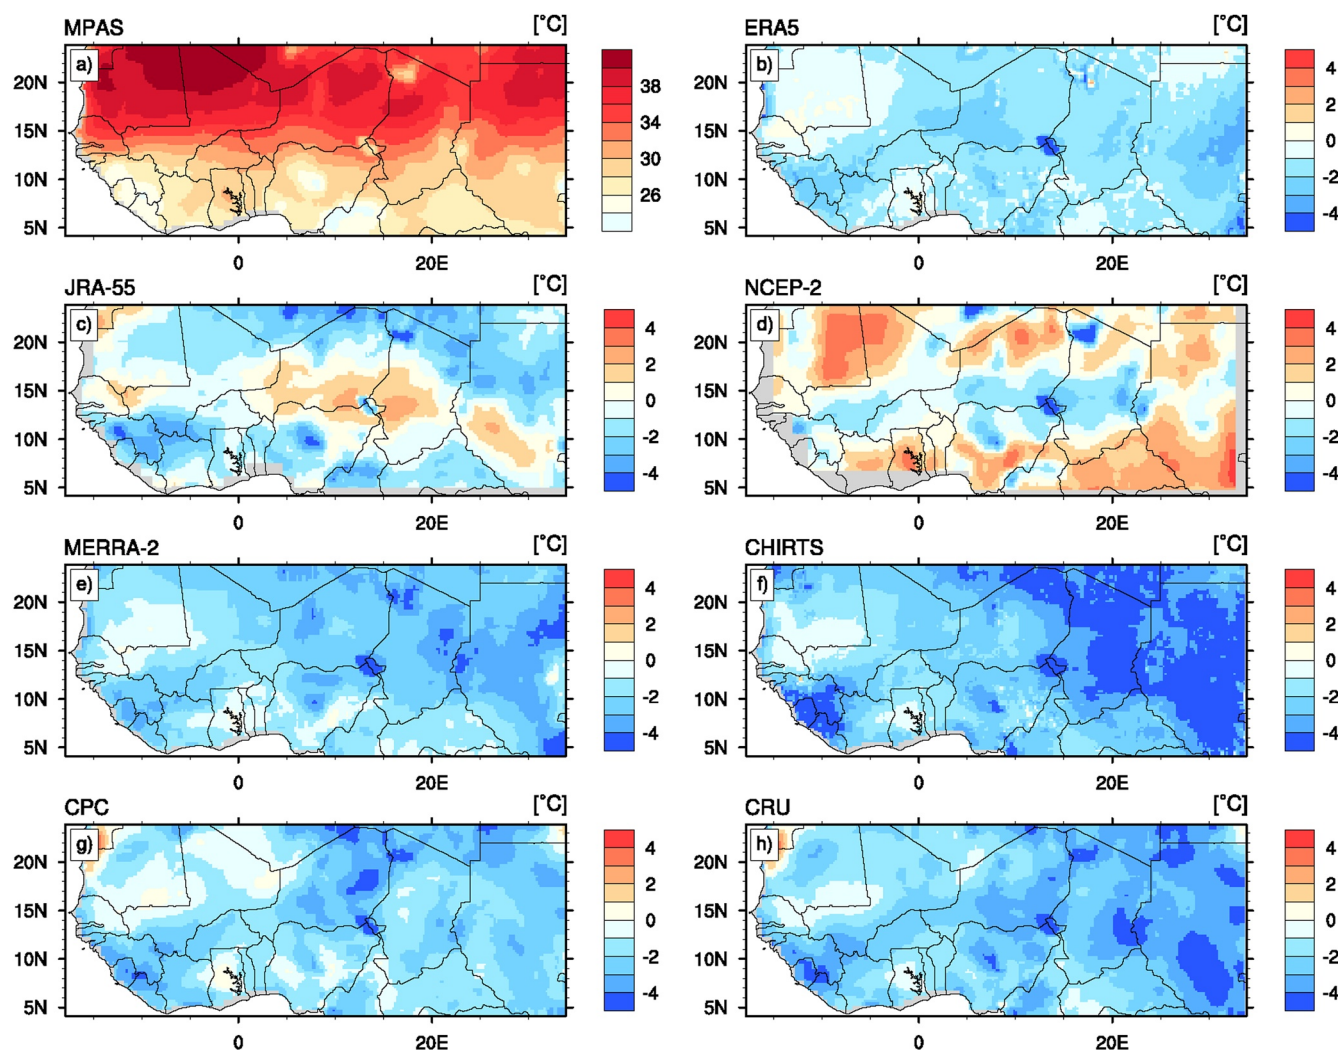 MPAS [°C] ERA5 [°C]
a) b)
20N 38 20N 4
15N 34 15N 2
10N 30 10N 0
5N 26 5N -2
-4
0 20E 0 20E
JRA-55 [°C] NCEP-2 [°C]
c) d)
20N 4 20N 4
15N 2 15N 2
10N 0 10N 0
5N -2 5N -2
-4 -4
0 20E 0 20E
MERRA-2 [°C] CHIRTS [°C]
e) f)
20N 4 20N 4
15N 2 15N 2
10N 0 10N 0
5N -2 5N -2
-4 -4
0 20E 0 20E
CPC [°C] CRU [°C]
g) h)
20N 4 20N 4
15N 2 15N 2
10N 0 10N 0
5N -2 5N -2
-4 -4
0 20E 0 20E